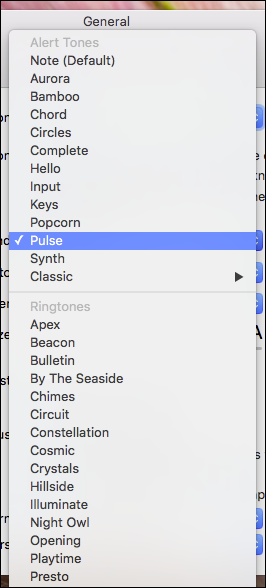 General
Alert Tones
Note (Default)
Aurora
Bamboo
Chord
Circles
Complete
Hello
Input
Keys
Popcorn
✓ Pulse
Synth
Classic ▶
Ringtones
Apex
Beacon
Bulletin
By The Seaside
Chimes
Circuit
Constellation
Cosmic
Crystals
Hillside
Illuminate
Night Owl
Opening
Playtime
Presto